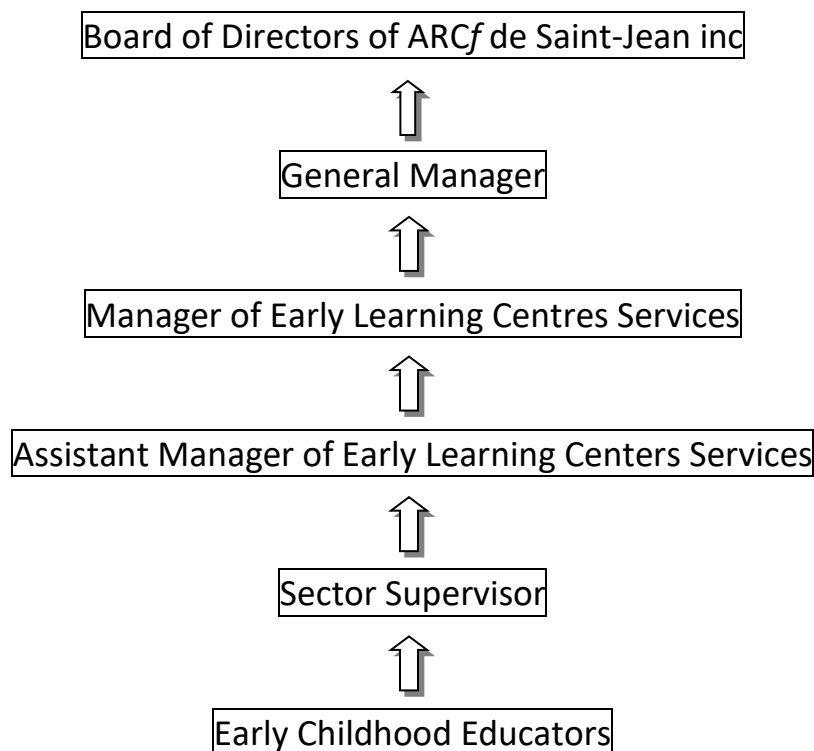 Board of Directors of ARCf de Saint-Jean inc
General Manager
Manager of Early Learning Centres Services
Assistant Manager of Early Learning Centers Services
Sector Supervisor
Early Childhood Educators